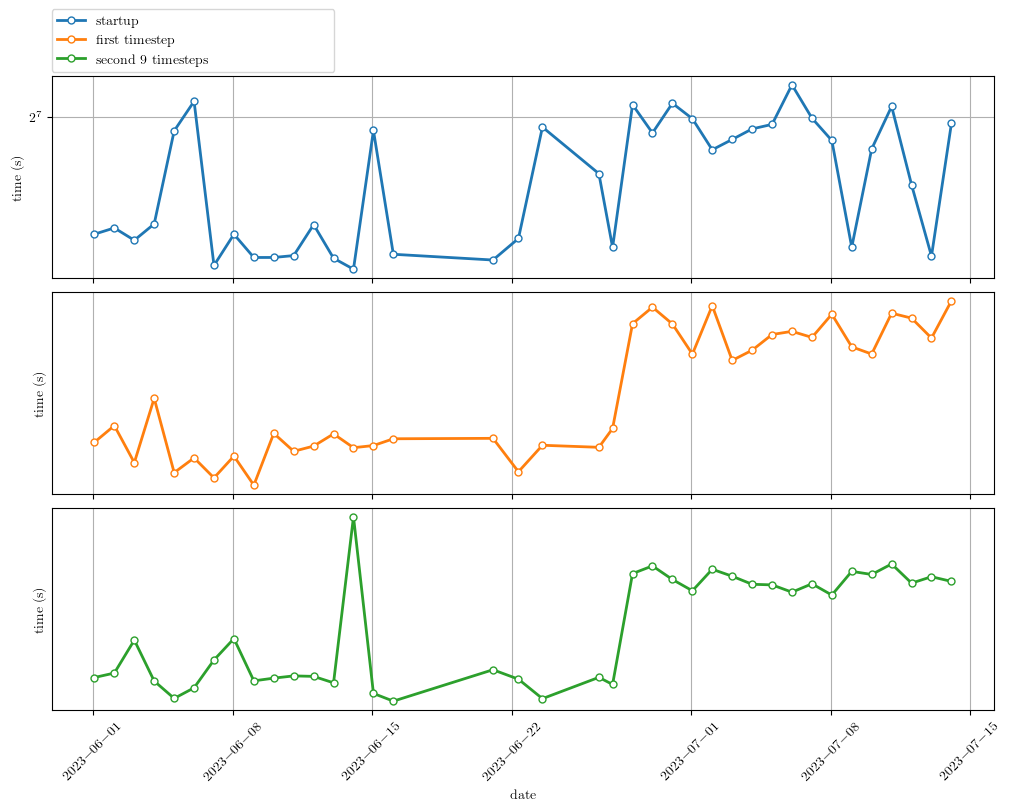 startup
first timestep
second 9 timesteps
2^7
time (s)
time (s)
time (s)
2023−06−01
2023−06−08
2023−06−15
2023−06−22
2023−07−01
2023−07−08
2023−07−15
date